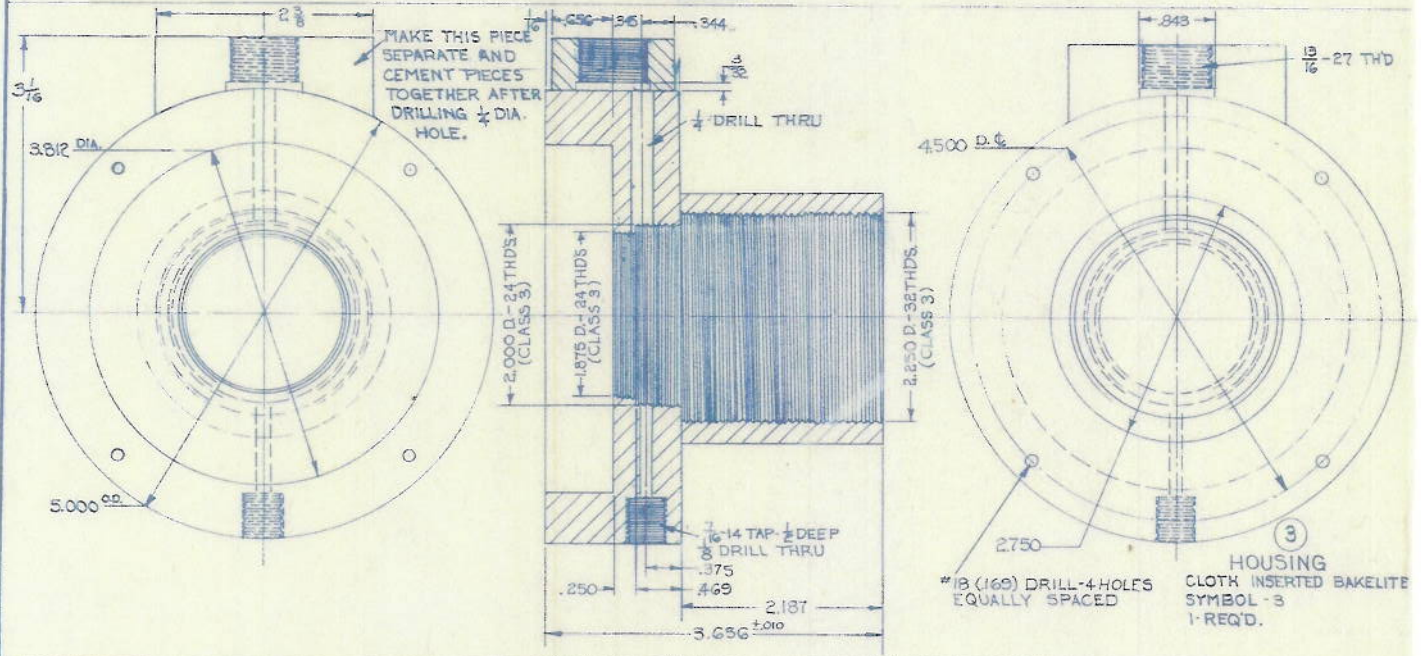 2 3/8
MAKE THIS PIECE
SEPARATE AND
CEMENT PIECES
TOGETHER AFTER
DRILLING 1/4 DIA.
HOLE.
3 1/16
3.812 DIA.
5.000 O.D.
1/16
.656
.345
.344
3/32
1/4 DRILL THRU
2.000 D.-24 THDS.
(CLASS 3)
1.875 D.-24 THDS.
(CLASS 3)
2.250 D.-32 THDS.
(CLASS 3)
7/16-14 TAP-1/2 DEEP
1/8 DRILL THRU
.375
.250
.469
2.187
3.656 ±.010
.843
13/16-27 TH'D
4.500 D. ℄
2.750
#18 (.169) DRILL-4 HOLES
EQUALLY SPACED
3
HOUSING
CLOTH INSERTED BAKELITE
SYMBOL-3
1-REQ'D.